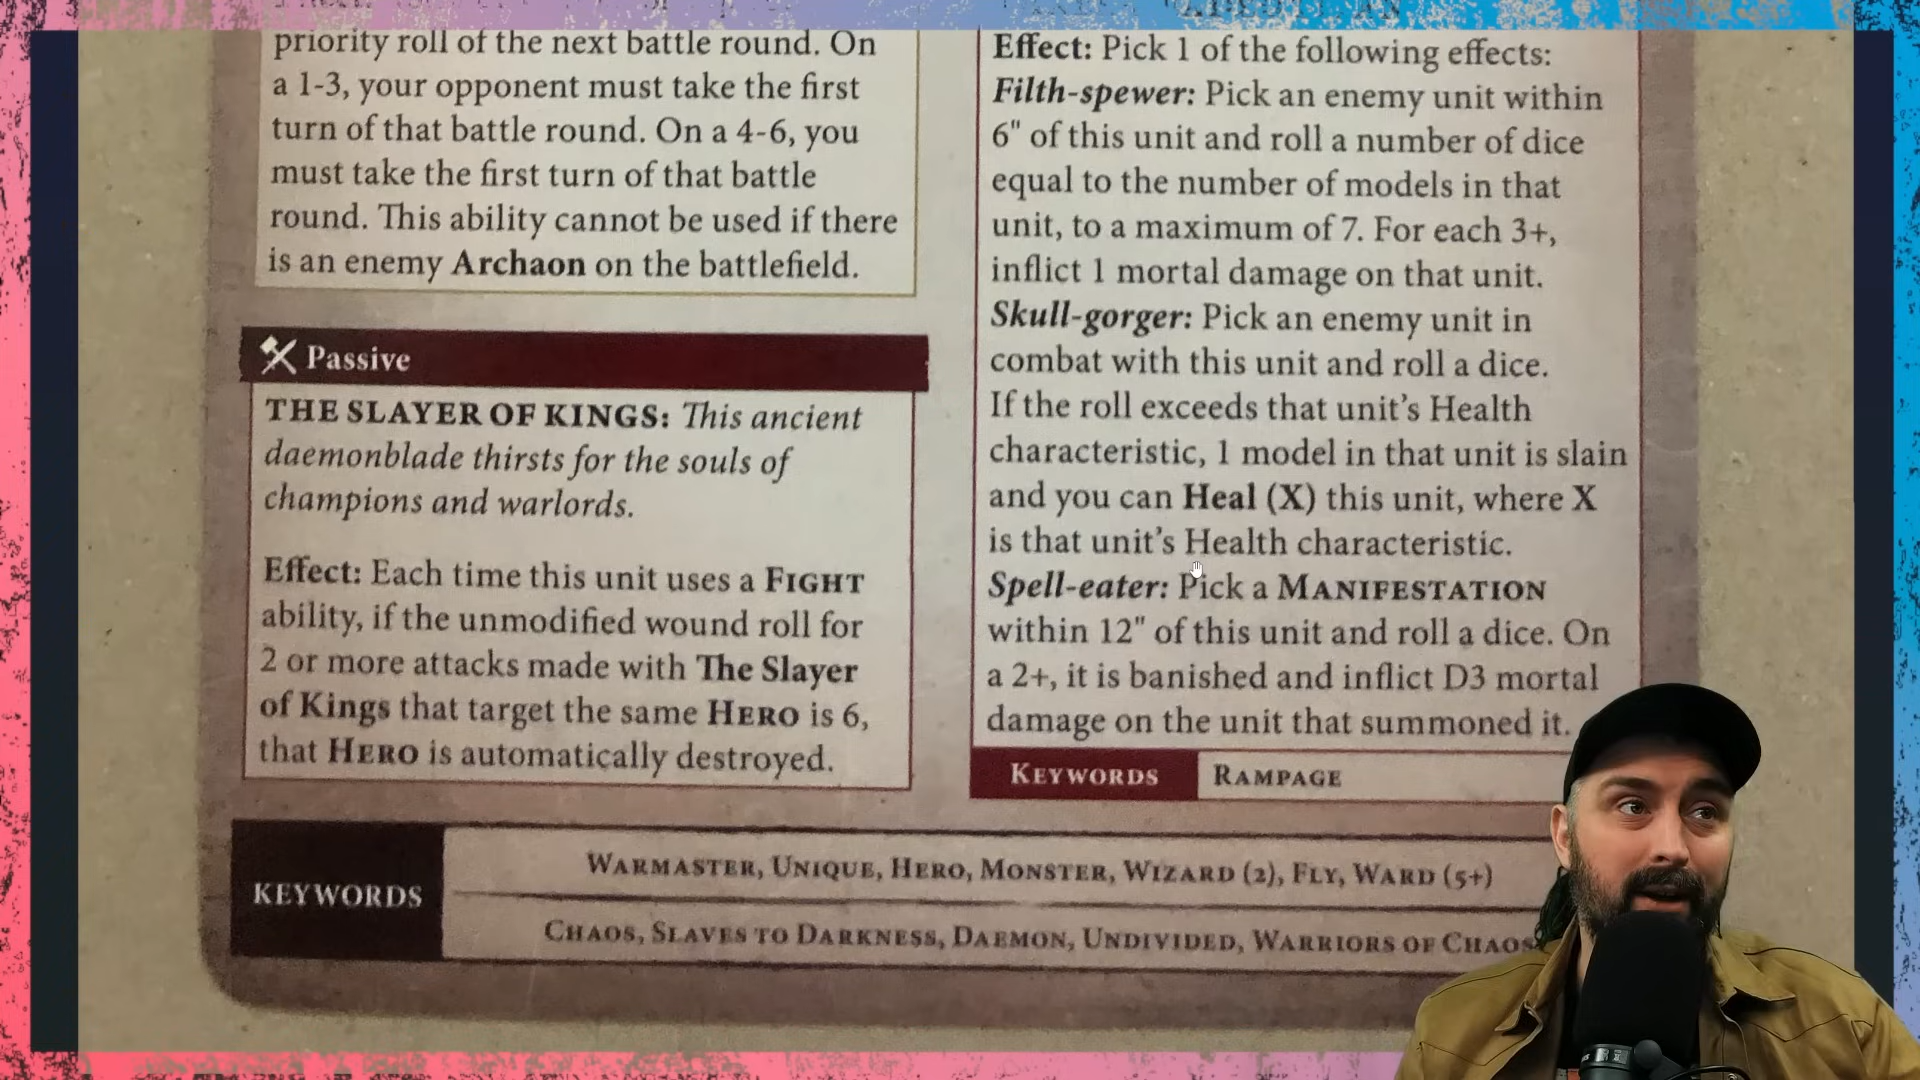 priority roll of the next battle round. On
a 1-3, your opponent must take the first
turn of that battle round. On a 4-6, you
must take the first turn of that battle
round. This ability cannot be used if there
is an enemy Archaon on the battlefield.
Passive
THE SLAYER OF KINGS: This ancient
daemonblade thirsts for the souls of
champions and warlords.
Effect: Each time this unit uses a FIGHT
ability, if the unmodified wound roll for
2 or more attacks made with The Slayer
of Kings that target the same HERO is 6,
that HERO is automatically destroyed.
Effect: Pick 1 of the following effects:
Filth-spewer: Pick an enemy unit within
6" of this unit and roll a number of dice
equal to the number of models in that
unit, to a maximum of 7. For each 3+,
inflict 1 mortal damage on that unit.
Skull-gorger: Pick an enemy unit in
combat with this unit and roll a dice.
If the roll exceeds that unit's Health
characteristic, 1 model in that unit is slain
and you can Heal (X) this unit, where X
is that unit's Health characteristic.
Spell-eater: Pick a MANIFESTATION
within 12" of this unit and roll a dice. On
a 2+, it is banished and inflict D3 mortal
damage on the unit that summoned it.
KEYWORDS RAMPAGE
KEYWORDS
WARMASTER, UNIQUE, HERO, MONSTER, WIZARD (2), FLY, WARD (5+)
CHAOS, SLAVES TO DARKNESS, DAEMON, UNDIVIDED, WARRIORS OF CHAOS